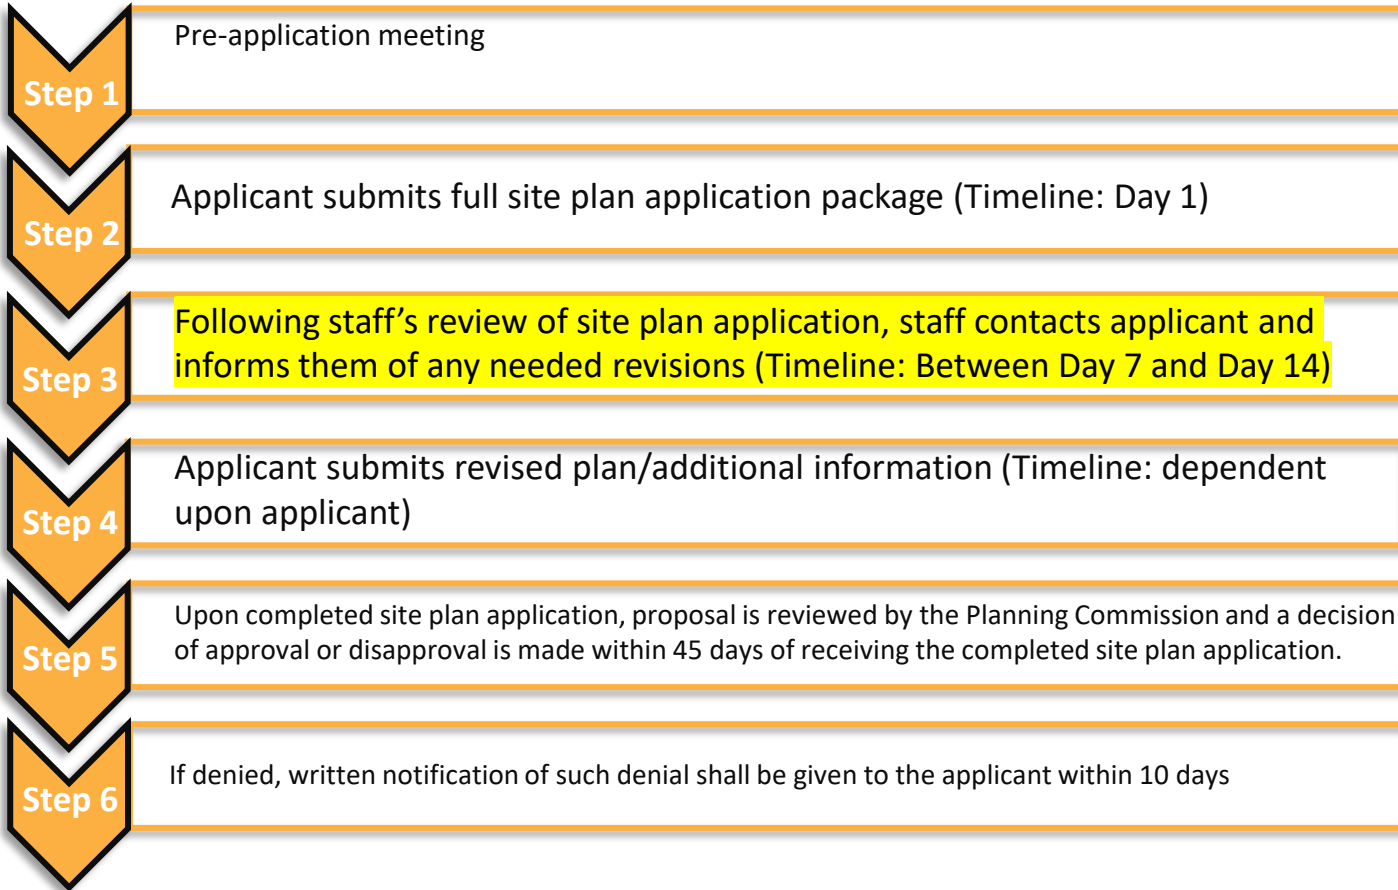 Step 1
Pre-application meeting
Step 2
Applicant submits full site plan application package (Timeline: Day 1)
Step 3
Following staff’s review of site plan application, staff contacts applicant and
informs them of any needed revisions (Timeline: Between Day 7 and Day 14)
Step 4
Applicant submits revised plan/additional information (Timeline: dependent
upon applicant)
Step 5
Upon completed site plan application, proposal is reviewed by the Planning Commission and a decision
of approval or disapproval is made within 45 days of receiving the completed site plan application.
Step 6
If denied, written notification of such denial shall be given to the applicant within 10 days